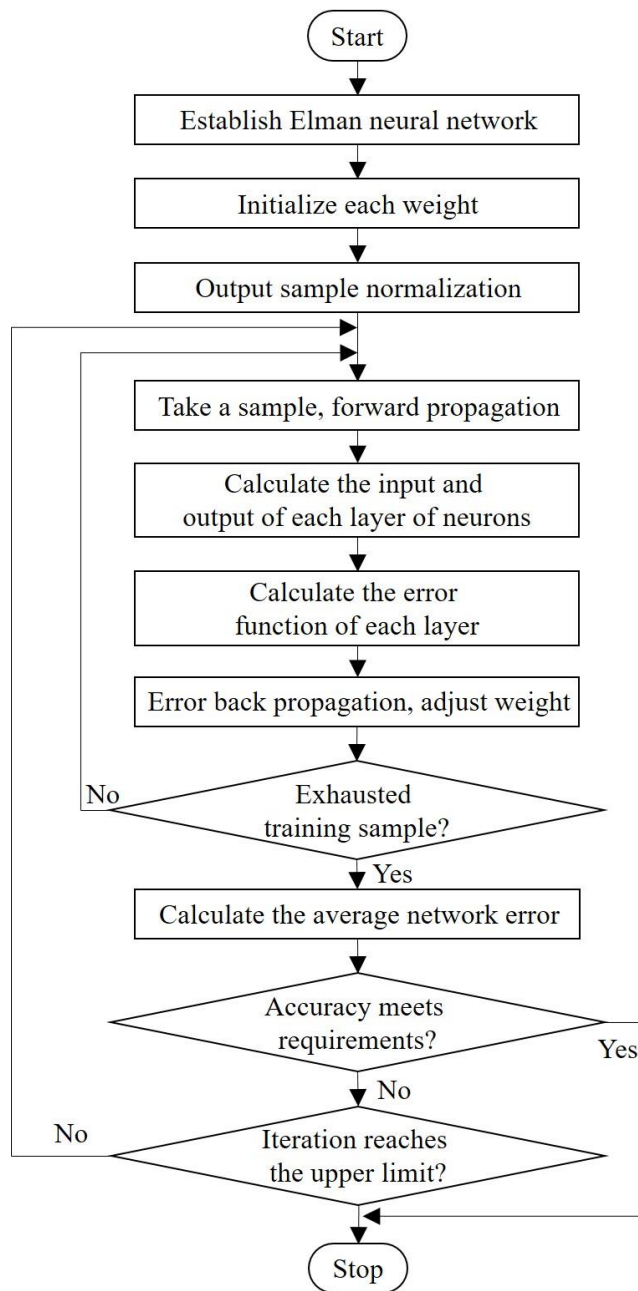 Start
Establish Elman neural network
Initialize each weight
Output sample normalization
Take a sample, forward propagation
Calculate the input and
output of each layer of neurons
Calculate the error
function of each layer
Error back propagation, adjust weight
No
Exhausted
training sample?
Yes
Calculate the average network error
Accuracy meets
requirements?
Yes
No
No
Iteration reaches
the upper limit?
Stop